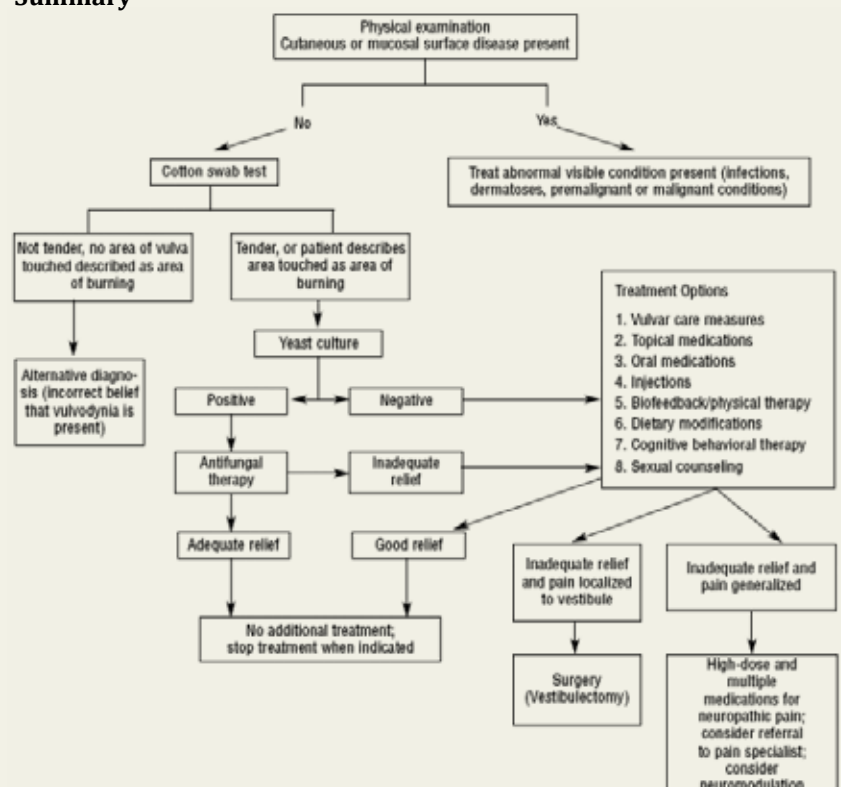 Summary
Physical examination
Cutaneous or mucosal surface disease present
No
Yes
Cotton swab test
Treat abnormal visible condition present (infections,
dermatoses, premalignant or malignant conditions)
Not tender, no area of vulva
touched described as area
of burning
Tender, or patient describes
area touched as area of
burning
Treatment Options
1. Vulvar care measures
2. Topical medications
3. Oral medications
4. Injections
5. Biofeedback/physical therapy
6. Dietary modifications
7. Cognitive behavioral therapy
8. Sexual counseling
Yeast culture
Alternative diagno-
sis (incorrect belief
that vulvodynia is
present)
Positive
Negative
Antifungal
therapy
Inadequate
relief
Adequate relief
Good relief
Inadequate relief
and pain localized
to vestibule
Inadequate relief and
pain generalized
No additional treatment;
stop treatment when indicated
Surgery
(Vestibulectomy)
High-dose and
multiple
medications for
neuropathic pain;
consider referral
to pain specialist;
consider
neuromodulation